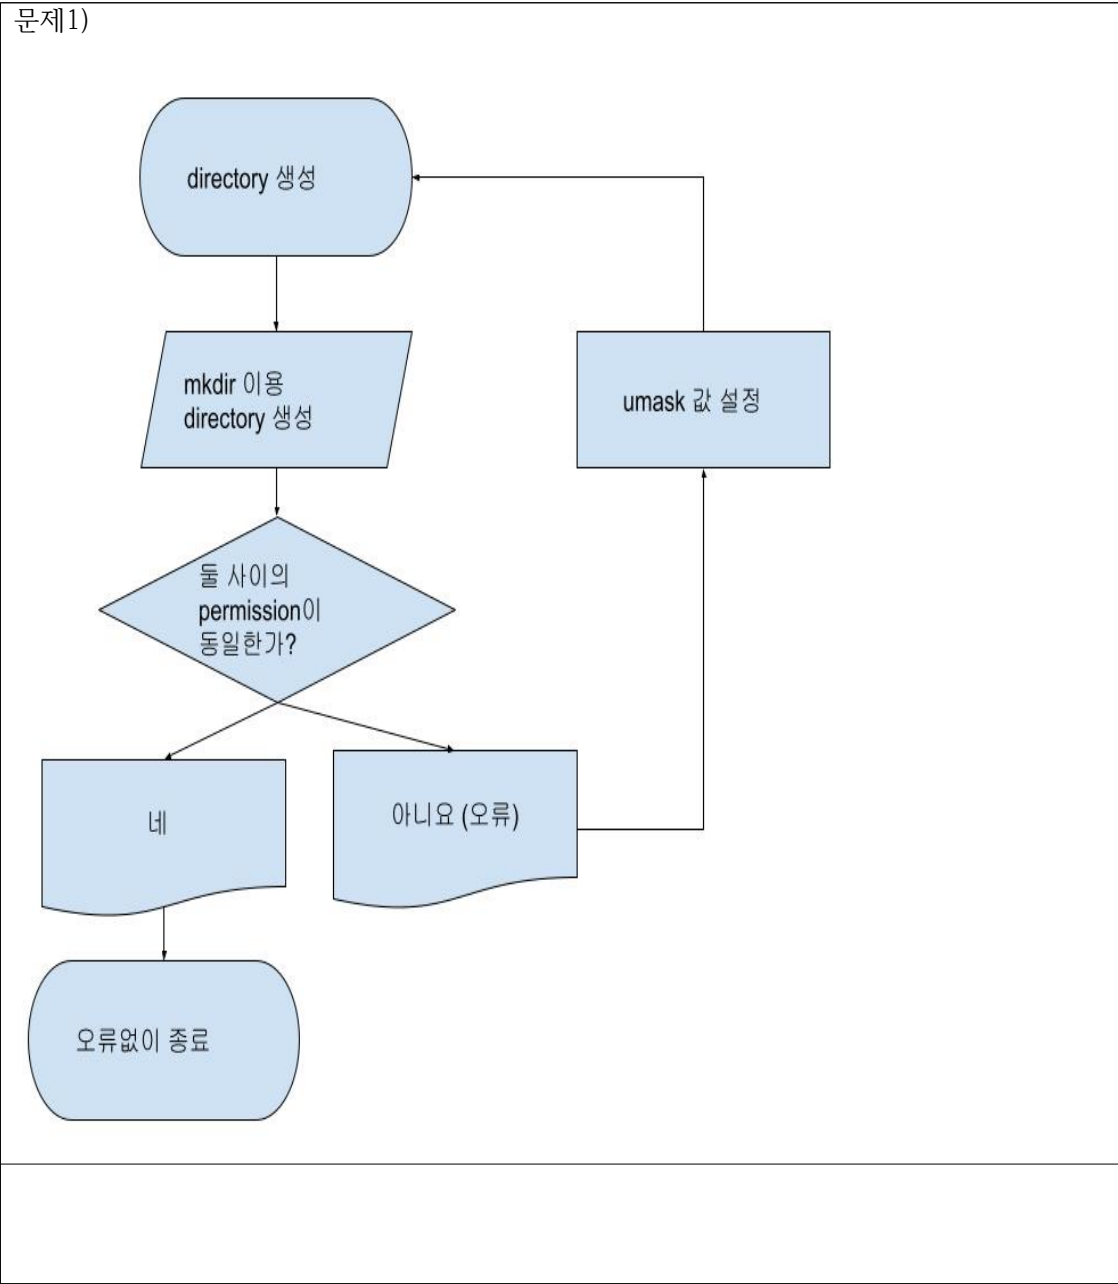 문제1)
directory 생성
mkdir 이용
directory 생성
umask 값 설정
둘 사이의
permission이
동일한가?
네
아니요 (오류)
오류없이 종료